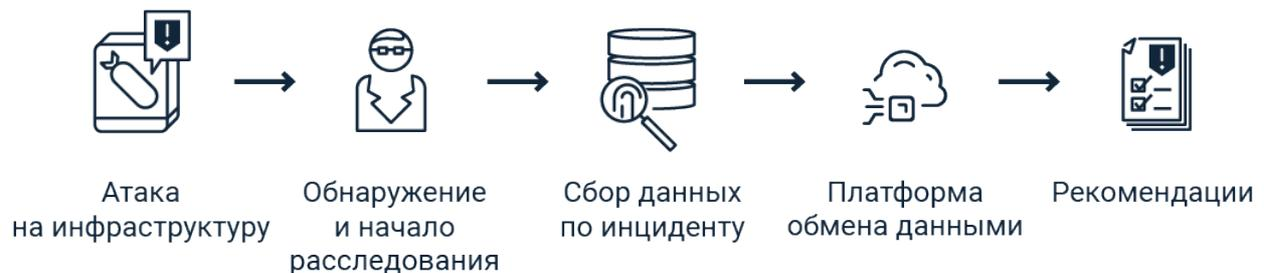 Атака
на инфраструктуру
Обнаружение
и начало
расследования
Сбор данных
по инциденту
Платформа
обмена данными
Рекомендации